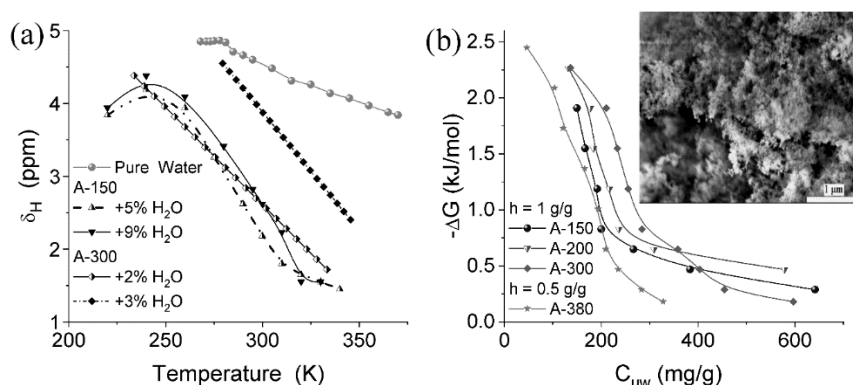 (a)
5
4
3
2
1
δH (ppm)
Pure Water
A-150
+5% H₂O
+9% H₂O
A-300
+2% H₂O
+3% H₂O
200
250
300
350
Temperature (K)
(b)
2.5
2.0
1.5
1.0
0.5
0.0
-ΔG (kJ/mol)
1 µm
h = 1 g/g
A-150
A-200
A-300
h = 0.5 g/g
A-380
0
200
400
600
Cuw (mg/g)